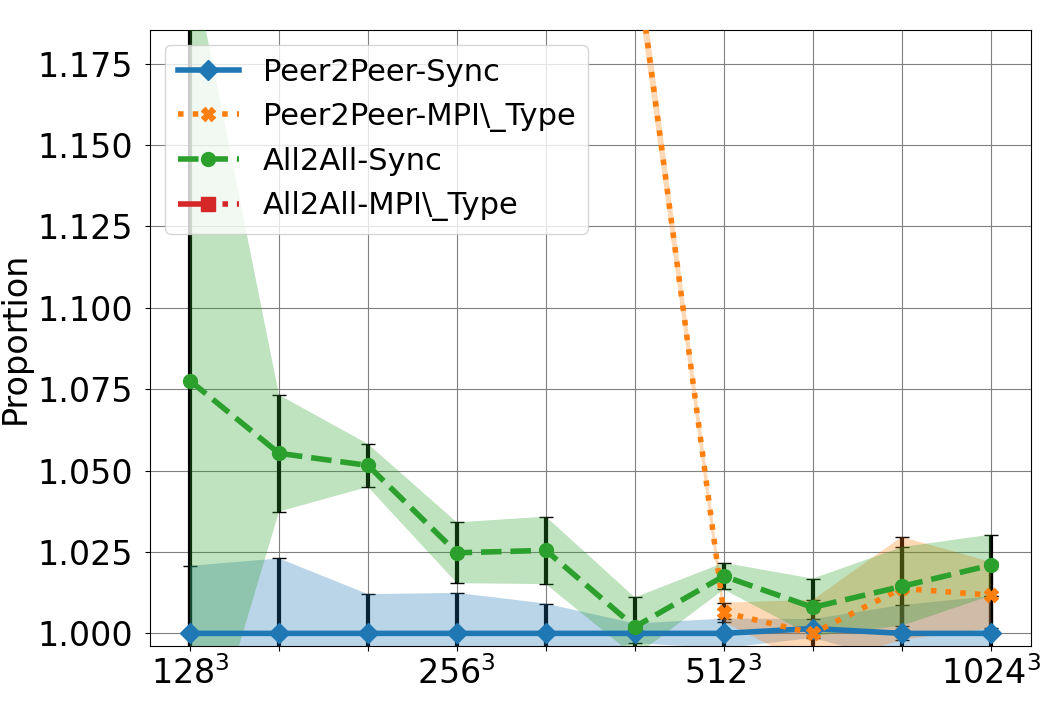 Proportion
1.175
1.150
1.125
1.100
1.075
1.050
1.025
1.000
Peer2Peer-Sync
Peer2Peer-MPI\_Type
All2All-Sync
All2All-MPI\_Type
128³ 256³ 512³ 1024³